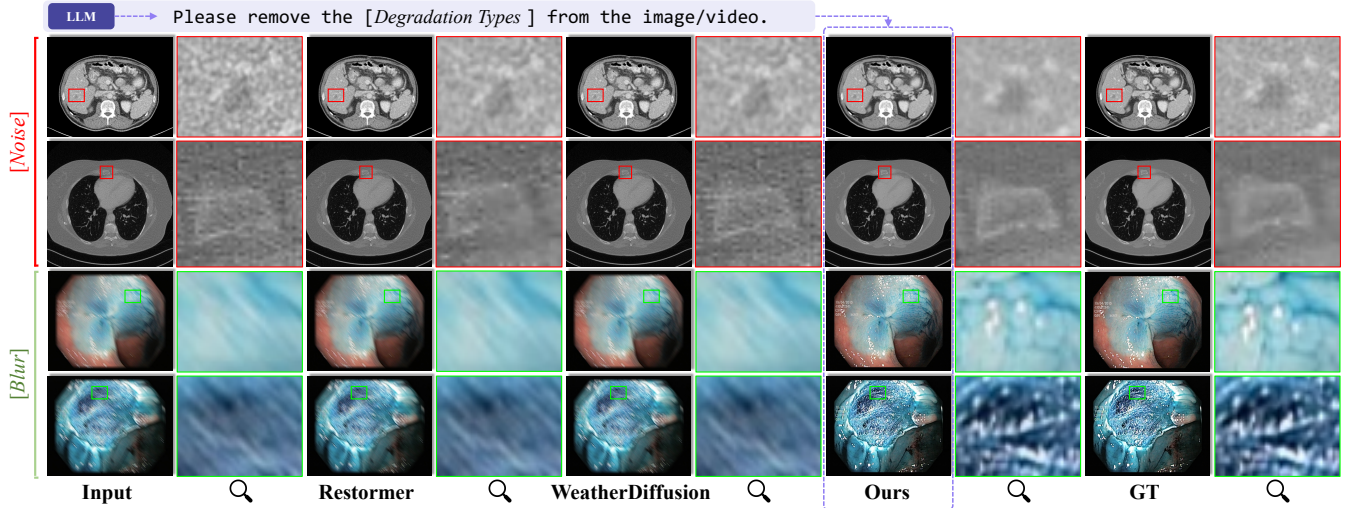 LLM Please remove the [Degradation Types] from the image/video.
[Noise]
[Blur]
Input Restormer WeatherDiffusion Ours GT